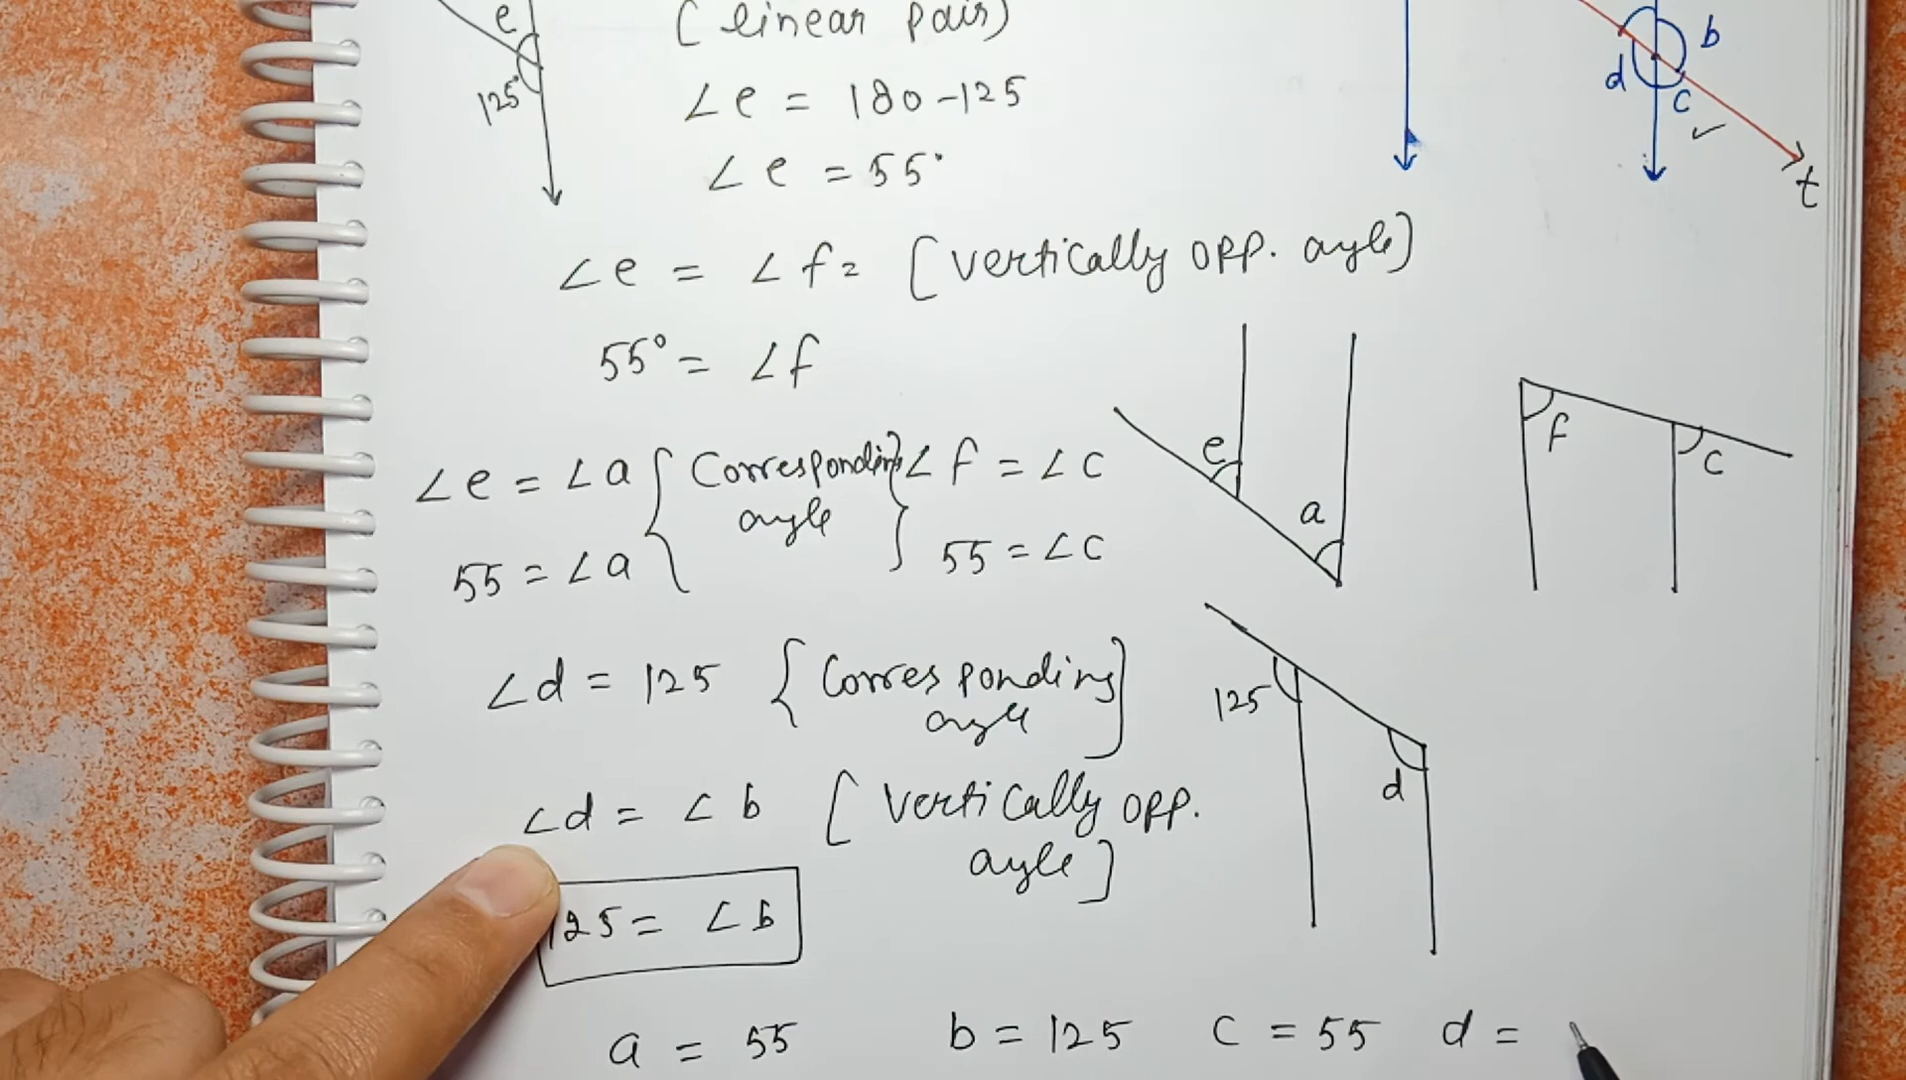 e
( linear pair)
b
125°
∠e = 180-125
d
c
∠e = 55°
t
∠e = ∠f = [vertically opp. angle]
55° = ∠f
f
c
∠e = ∠a { Corresponding angle } ∠f = ∠c
e
a
55 = ∠a
55 = ∠c
∠d = 125 { Corresponding angle ]
125
d
∠d = ∠b [ Vertically opp. angle ]
125 = ∠b
a = 55 b = 125 c = 55 d =